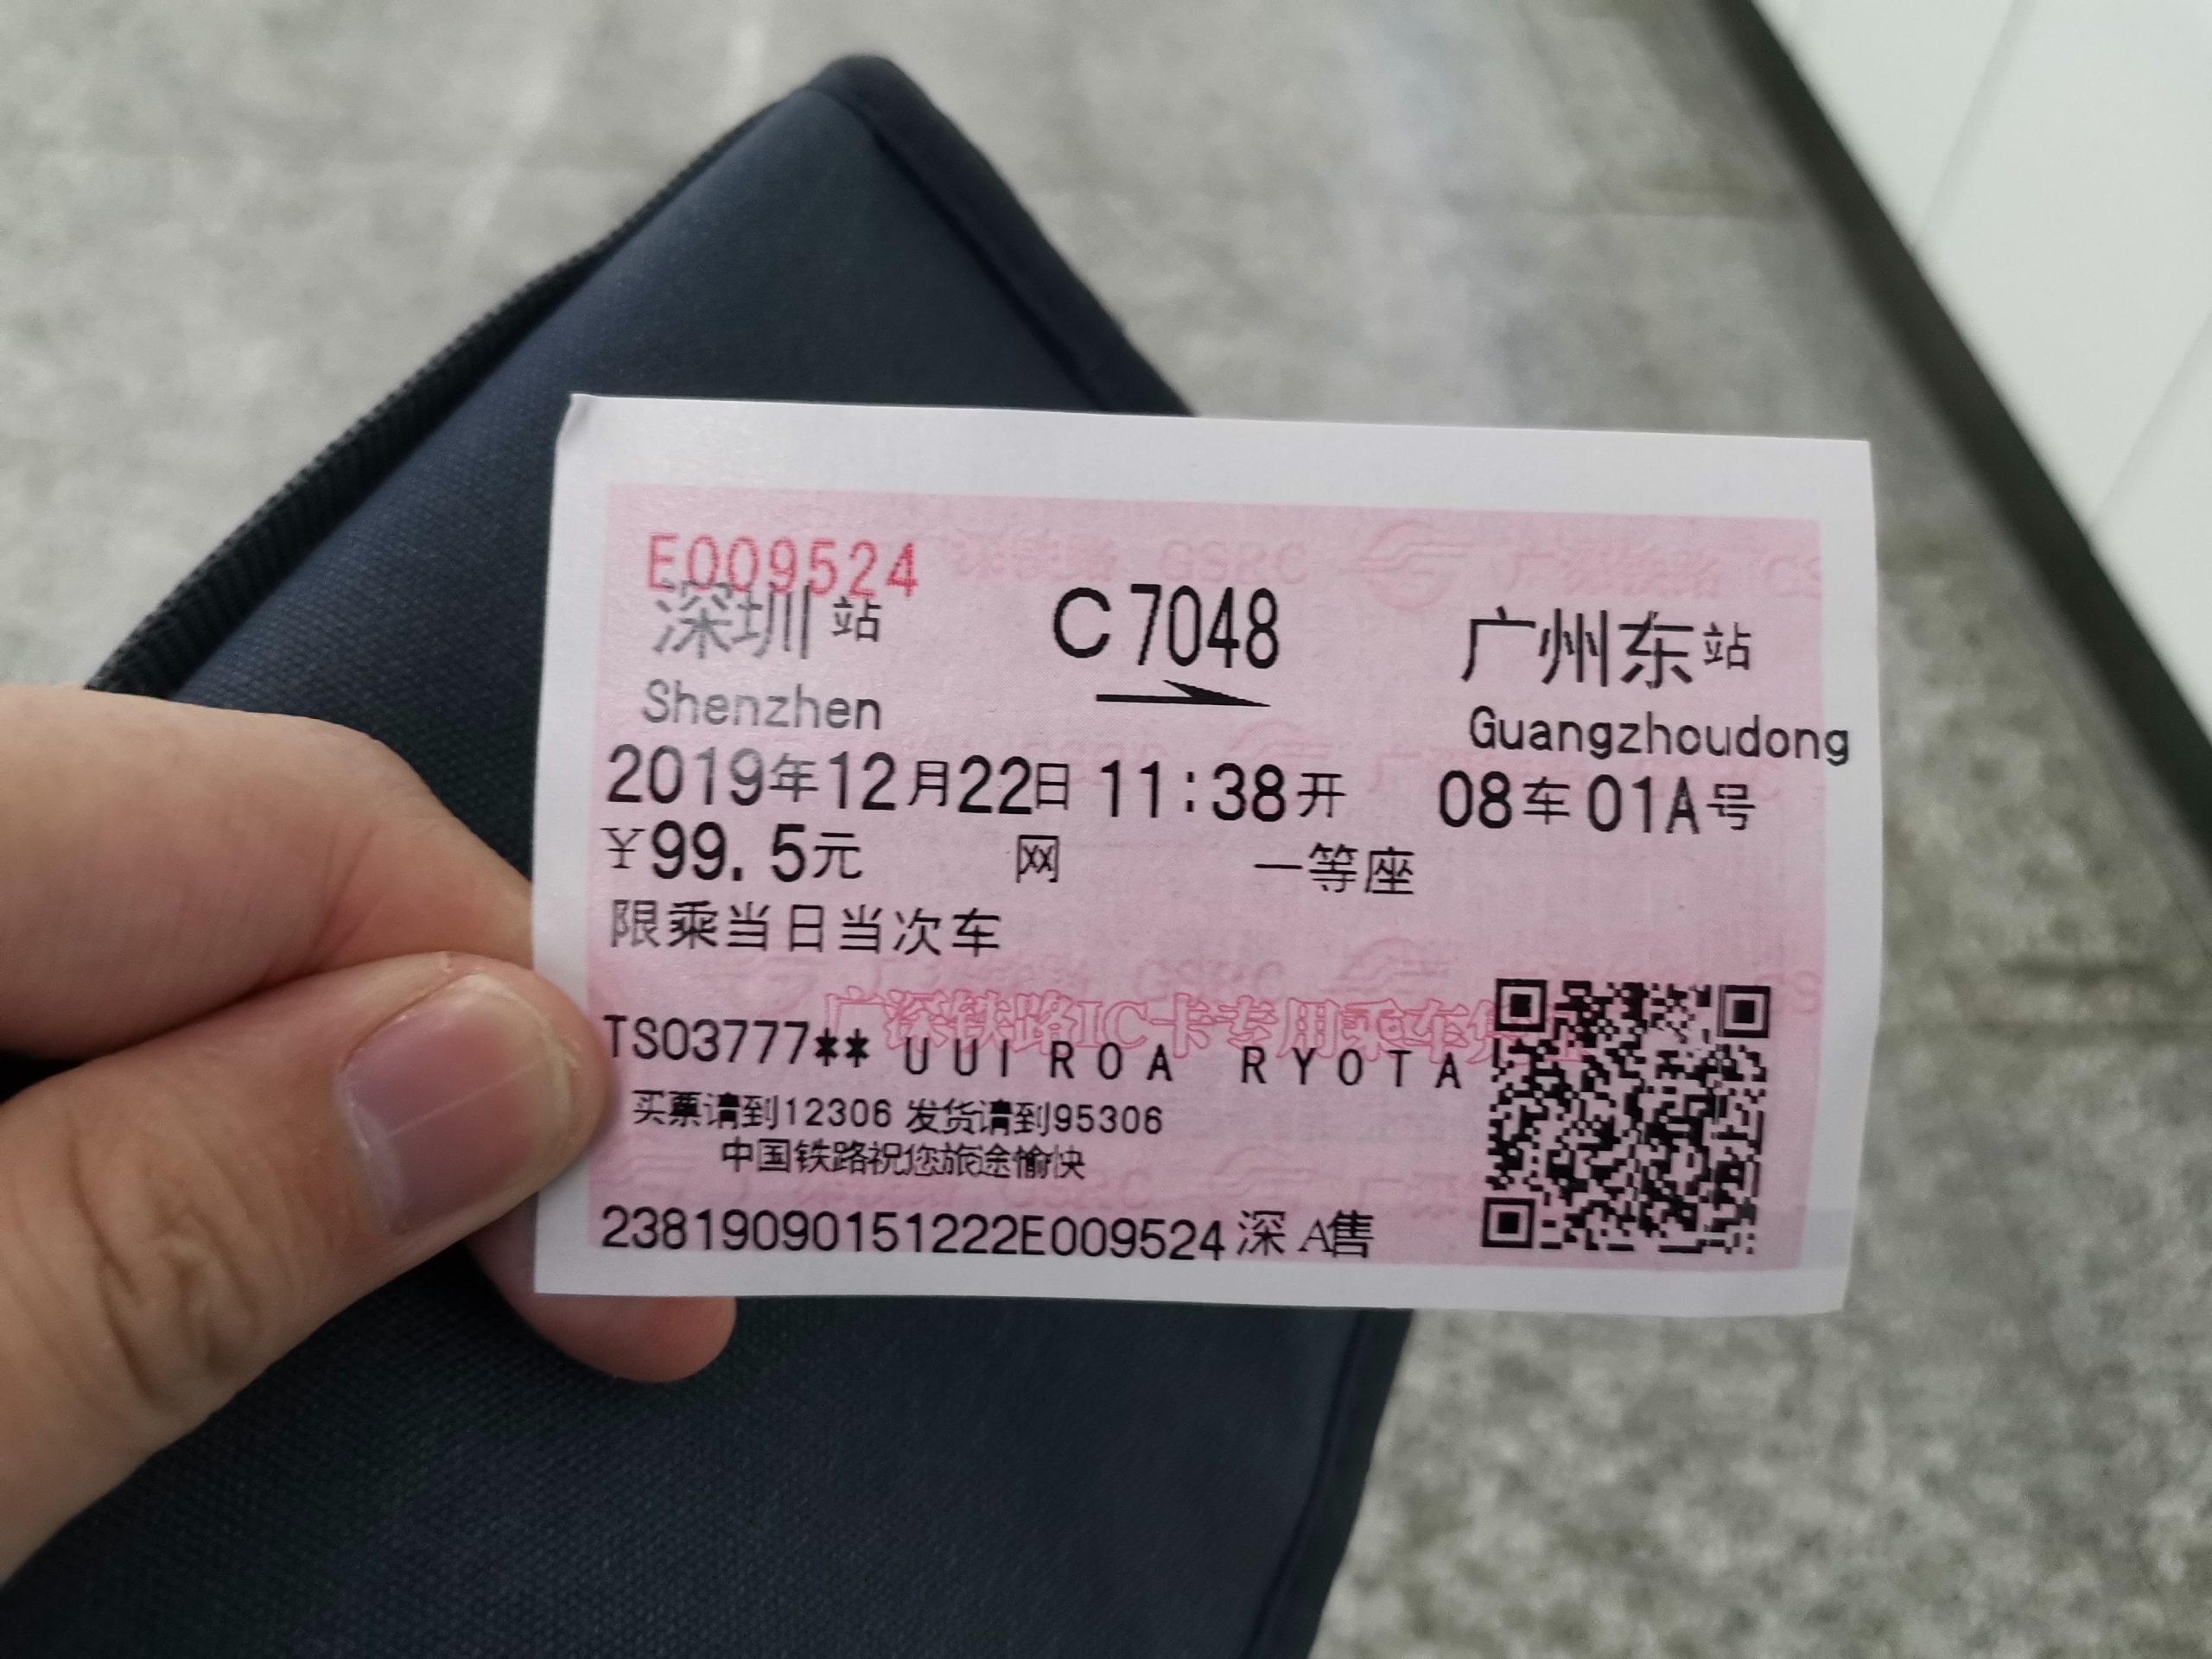 E009524
深圳站 C7048 广州东站
Shenzhen Guangzhoudong
2019年12月22日 11:38开 08车01A号
¥99.5元 网 一等座
限乘当日当次车
广深铁路IC卡专用乘车凭证
TS03777** UUIROA RYOTA
买票请到12306 发货请到95306
中国铁路祝您旅途愉快
23819090151222E009524 深A售